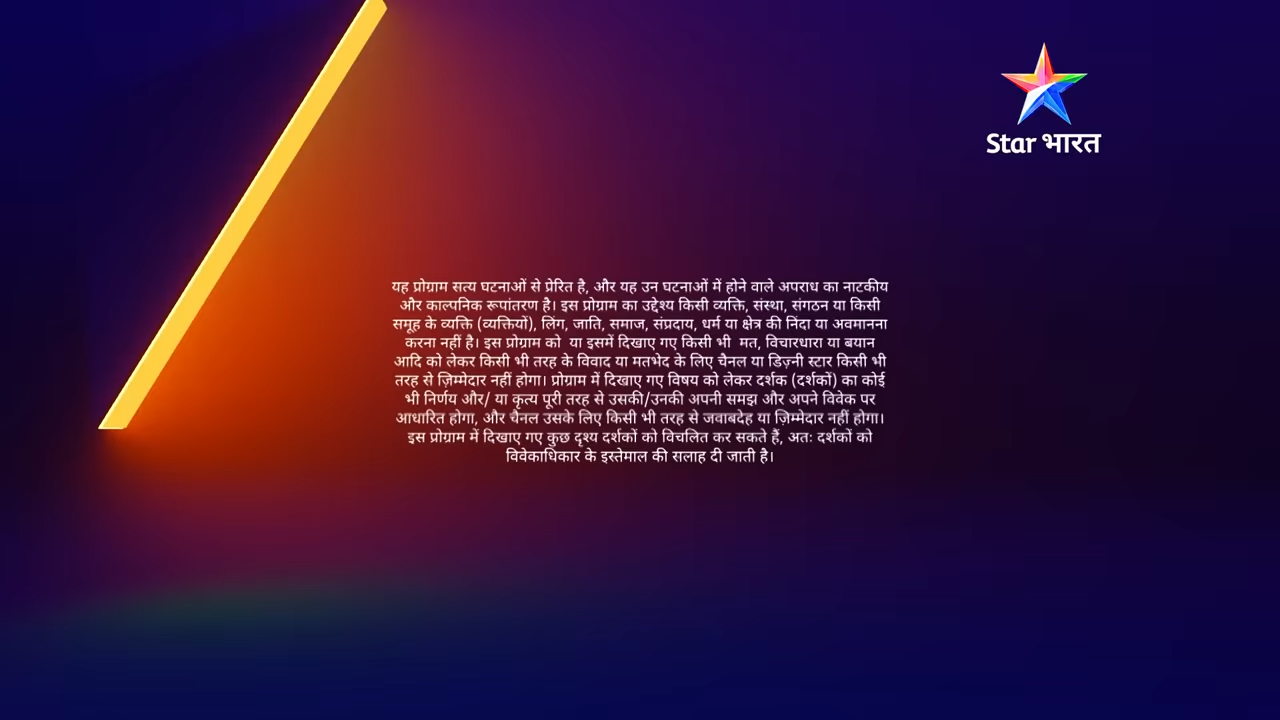 Star भारत
यह प्रोग्राम सत्य घटनाओं से प्रेरित है, और यह उन घटनाओं में होने वाले अपराध का नाटकीय
और काल्पनिक रूपांतरण है। इस प्रोग्राम का उद्देश्य किसी व्यक्ति, संस्था, संगठन या किसी
समूह के व्यक्ति (व्यक्तियों), लिंग, जाति, समाज, संप्रदाय, धर्म या क्षेत्र की निंदा या अवमानना
करना नहीं है। इस प्रोग्राम को या इसमें दिखाए गए किसी भी मत, विचारधारा या बयान
आदि को लेकर किसी भी तरह के विवाद या मतभेद के लिए चैनल या डिज़्नी स्टार किसी भी
तरह से ज़िम्मेदार नहीं होगा। प्रोग्राम में दिखाए गए विषय को लेकर दर्शक (दर्शकों) का कोई
भी निर्णय और/ या कृत्य पूरी तरह से उसकी/उनकी अपनी समझ और अपने विवेक पर
आधारित होगा, और चैनल उसके लिए किसी भी तरह से जवाबदेह या ज़िम्मेदार नहीं होगा।
इस प्रोग्राम में दिखाए गए कुछ दृश्य दर्शकों को विचलित कर सकते हैं, अतः दर्शकों को
विवेकाधिकार के इस्तेमाल की सलाह दी जाती है।